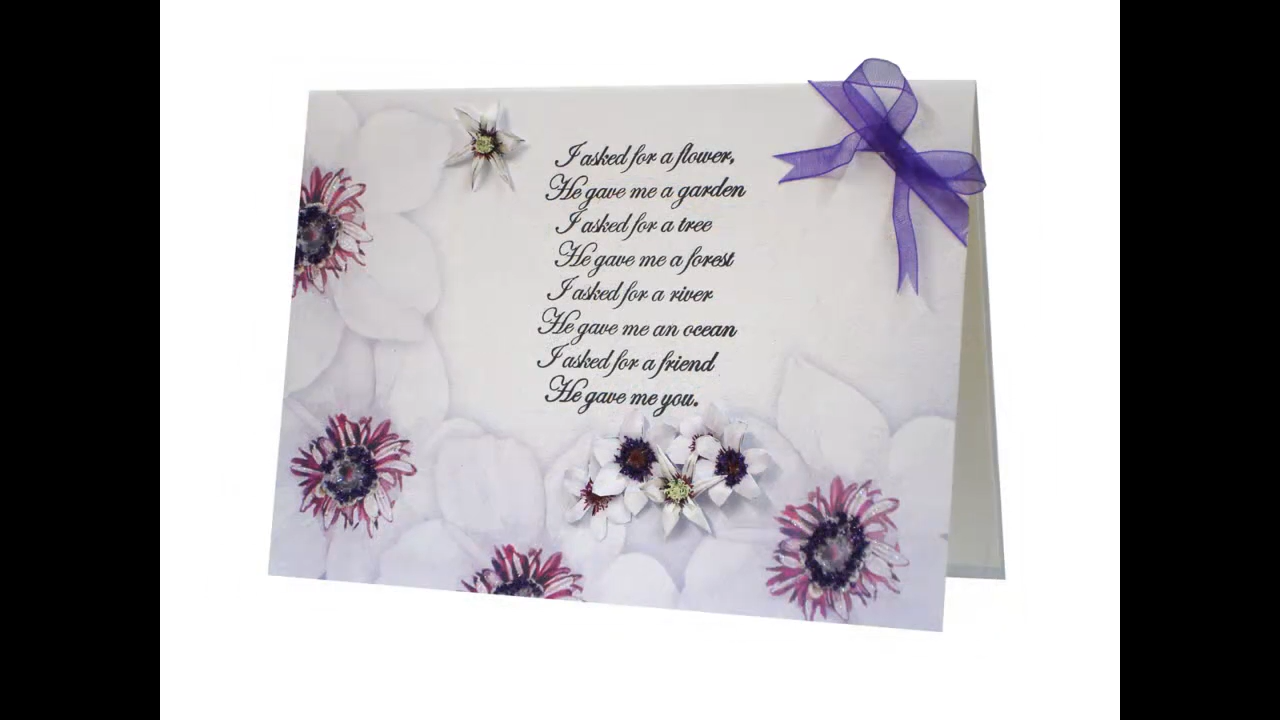 I asked for a flower,
He gave me a garden
I asked for a tree
He gave me a forest
I asked for a river
He gave me an ocean
I asked for a friend
He gave me you.